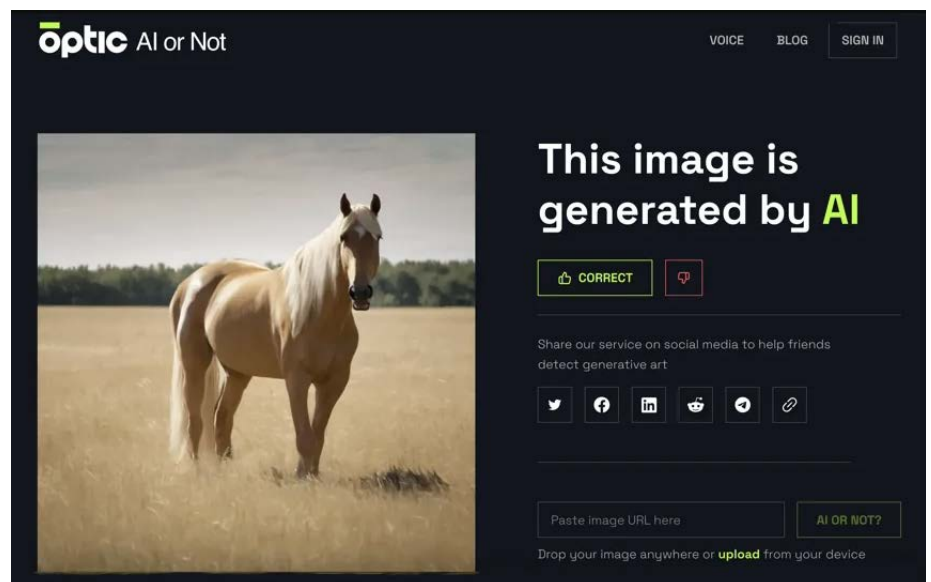 optic AI or Not
VOICE BLOG SIGN IN
This image is
generated by AI
CORRECT
Share our service on social media to help friends
detect generative art
Paste image URL here AI OR NOT?
Drop your image anywhere or upload from your device